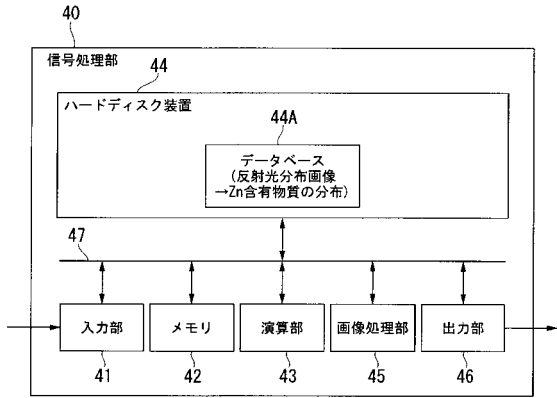 40
信号処理部
44
ハードディスク装置
44A
データベース
(反射光分布画像
→Zn含有物質の分布)
47
入力部
メモリ
演算部
画像処理部
出力部
41
42
43
45
46